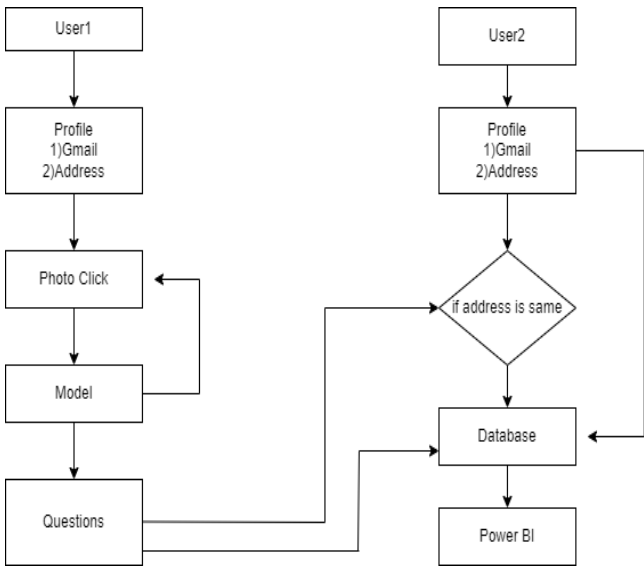 User1
Profile
1)Gmail
2)Address
Photo Click
Model
Questions
User2
Profile
1)Gmail
2)Address
if address is same
Database
Power BI